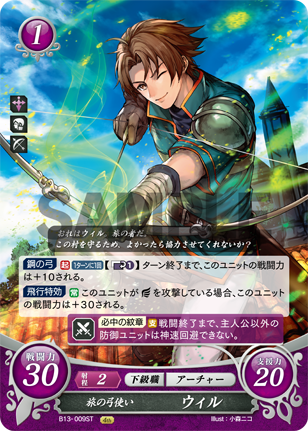 1
SAMPLE
おれはウィル 旅の者だ。
この村を守るため、よかったら協力させてくれないか？
鋼の弓 起 1ターンに1回 【➡1】 ターン終了まで、このユニットの戦闘力は＋10される。
飛行特効 常 このユニットが を攻撃している場合、このユニットの戦闘力は＋30される。
必中の紋章 戦闘終了まで、主人公以外の防御ユニットは神速回避できない。
戦闘力
30
射程 2
下級職
アーチャー
支援力
20
旅の弓使い ウィル
B13-009ST
Illust：小森ニコ